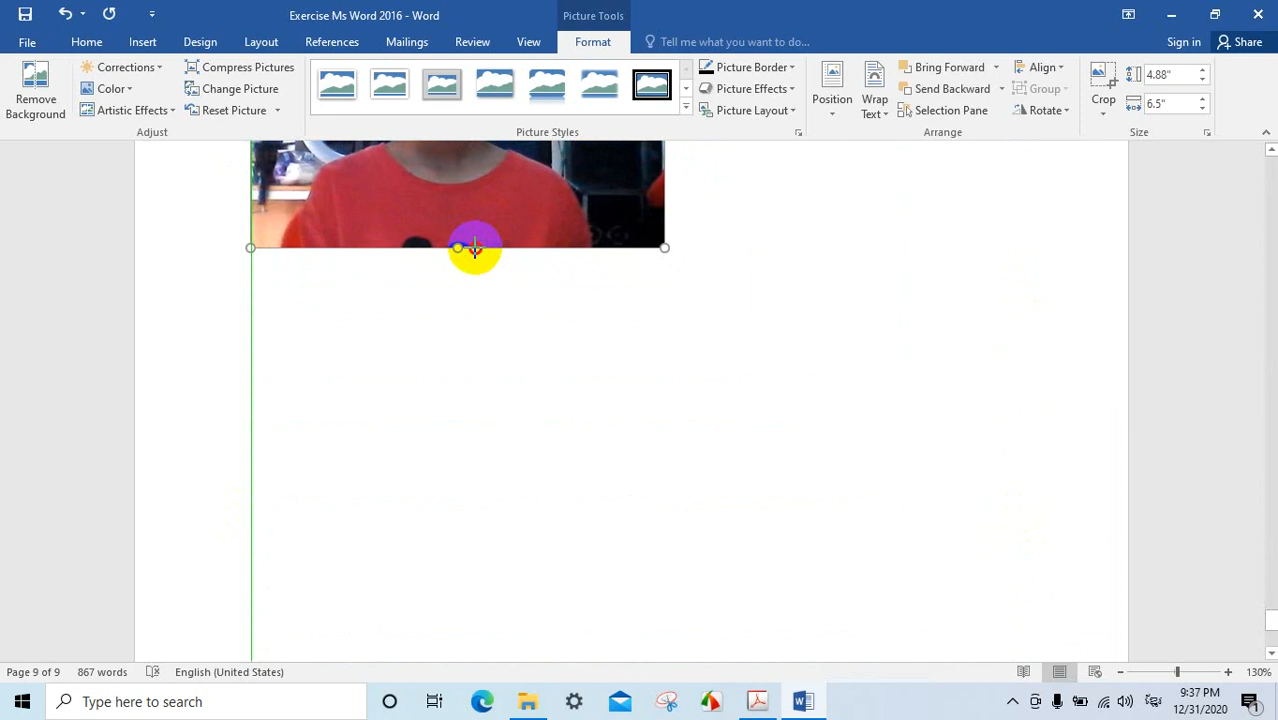 Exercise Ms Word 2016 - Word
Picture Tools
File Home Insert Design Layout References Mailings Review View Format Tell me what you want to do... Sign in Share
Remove Background
Corrections
Color
Artistic Effects
Compress Pictures
Change Picture
Reset Picture
Adjust
Picture Styles
Picture Border
Picture Effects
Picture Layout
Position
Wrap Text
Bring Forward
Send Backward
Selection Pane
Align
Group
Rotate
Arrange
Crop
4.88"
6.5"
Size
Page 9 of 9 867 words English (United States) 130%
Type here to search
9:37 PM
12/31/2020
1